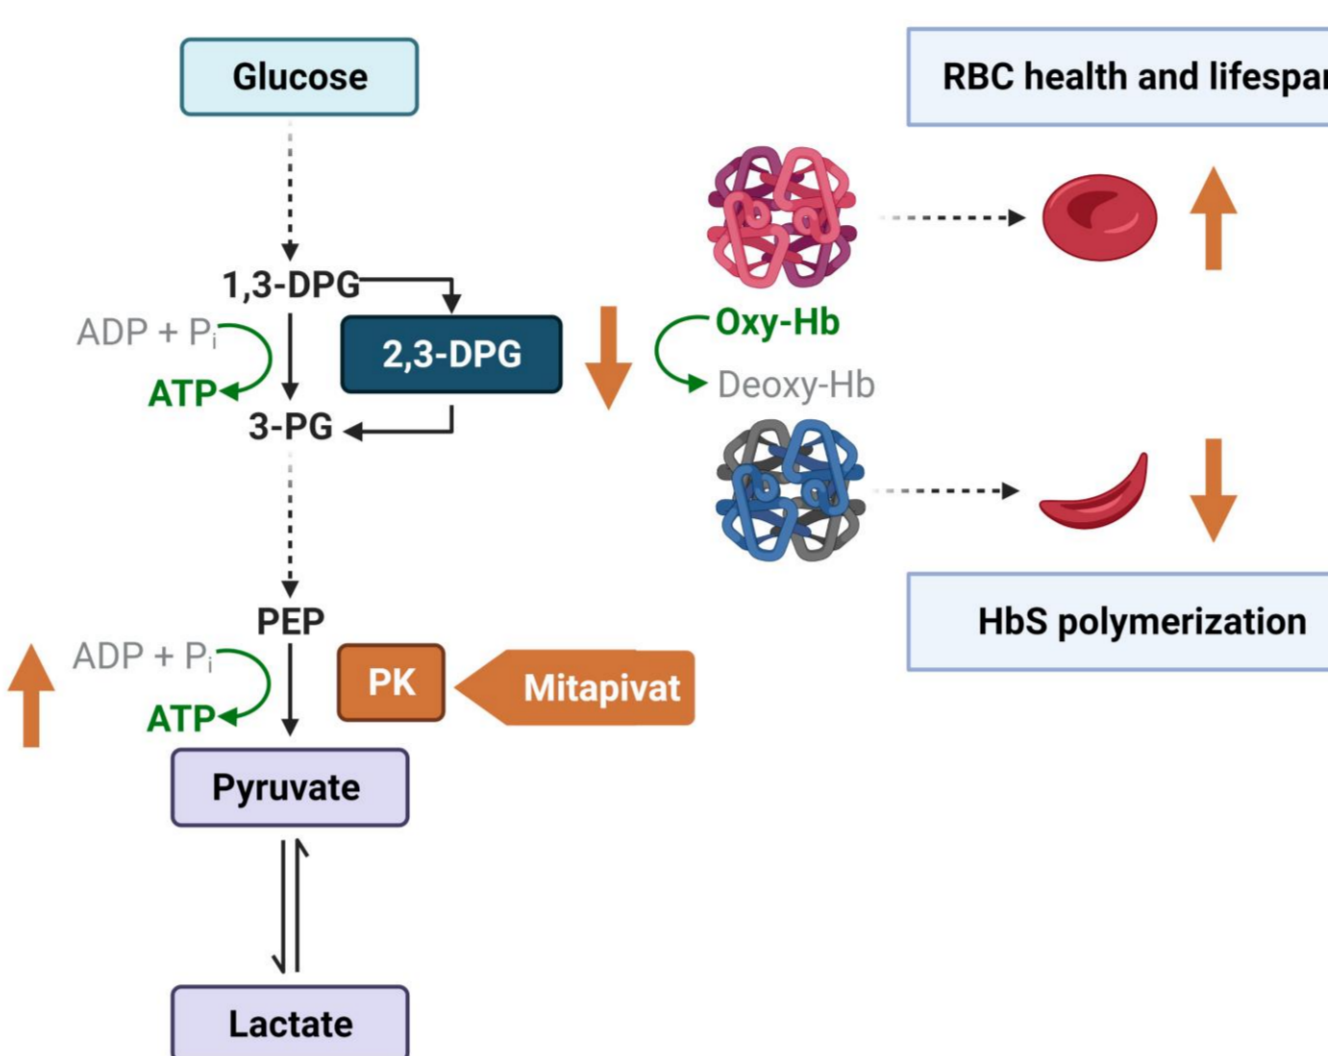 Glucose
RBC health and lifespan
1,3-DPG
ADP + Pi
ATP
2,3-DPG
3-PG
Oxy-Hb
Deoxy-Hb
PEP
ADP + Pi
ATP
PK
Mitapivat
HbS polymerization
Pyruvate
Lactate